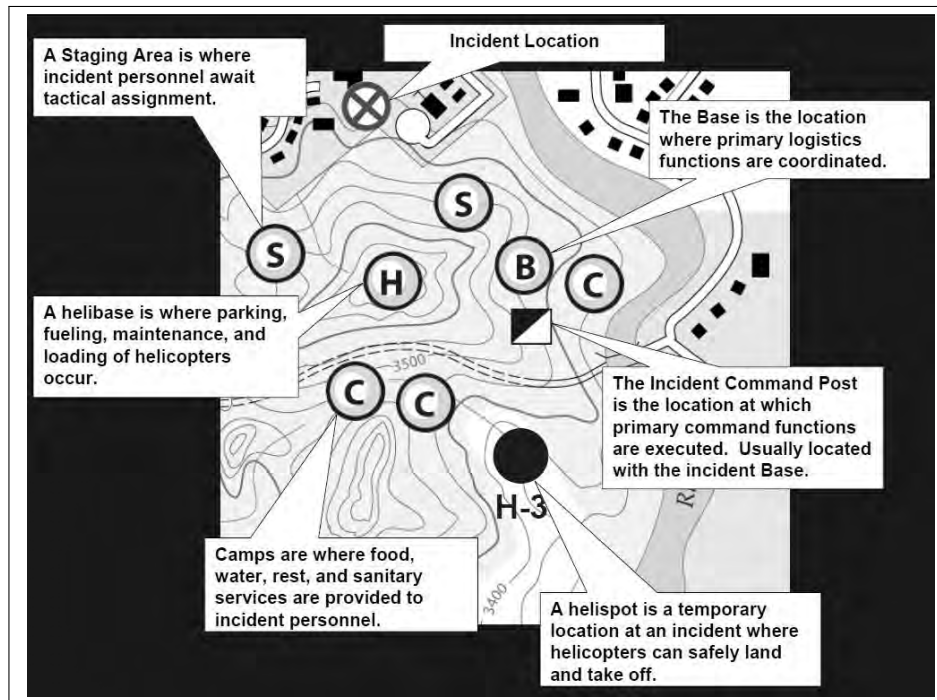 A Staging Area is where
incident personnel await
tactical assignment.
Incident Location
The Base is the location
where primary logistics
functions are coordinated.
S
S
B
C
H
A helibase is where parking,
fueling, maintenance, and
loading of helicopters
occur.
3500
C
C
The Incident Command Post
is the location at which
primary command functions
are executed.  Usually located
with the incident Base.
H-3
Camps are where food,
water, rest, and sanitary
services are provided to
incident personnel.
3400
A helispot is a temporary
location at an incident where
helicopters can safely land
and take off.